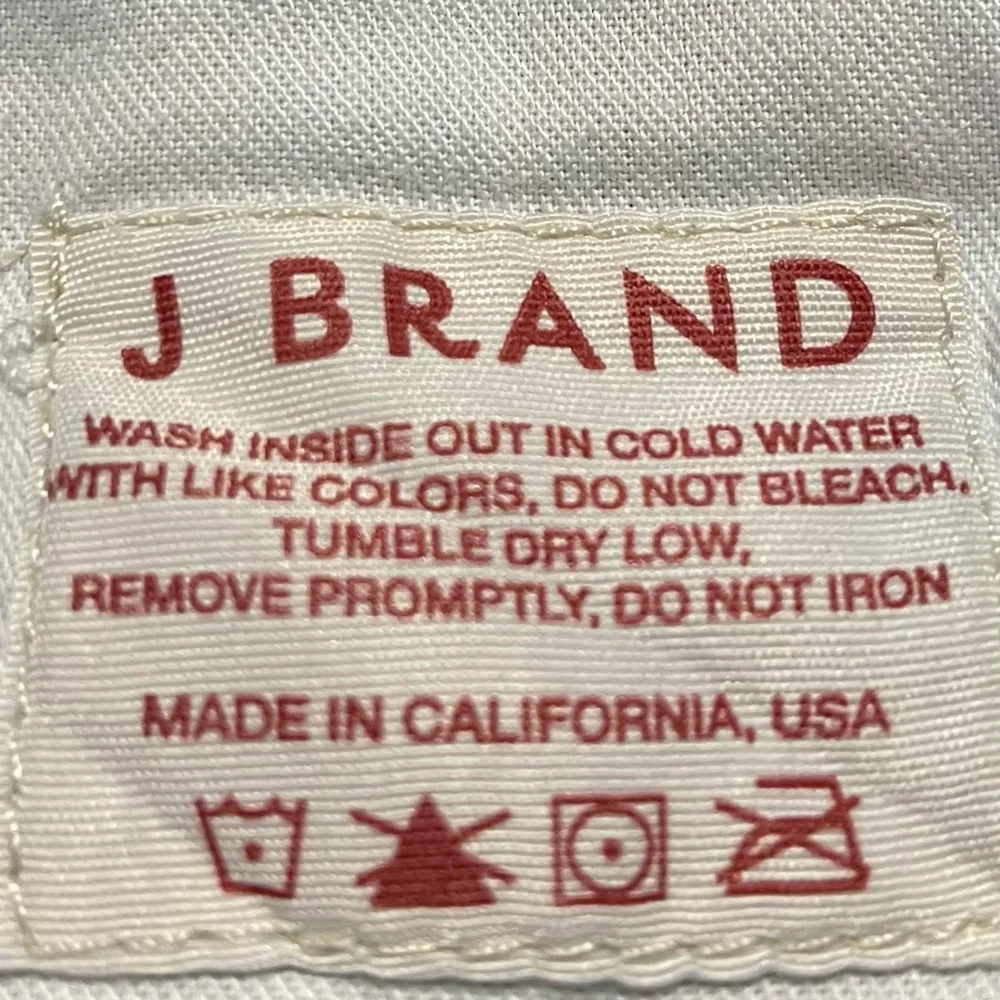 J BRAND
WASH INSIDE OUT IN COLD WATER
WITH LIKE COLORS, DO NOT BLEACH.
TUMBLE DRY LOW,
REMOVE PROMPTLY, DO NOT IRON
MADE IN CALIFORNIA, USA